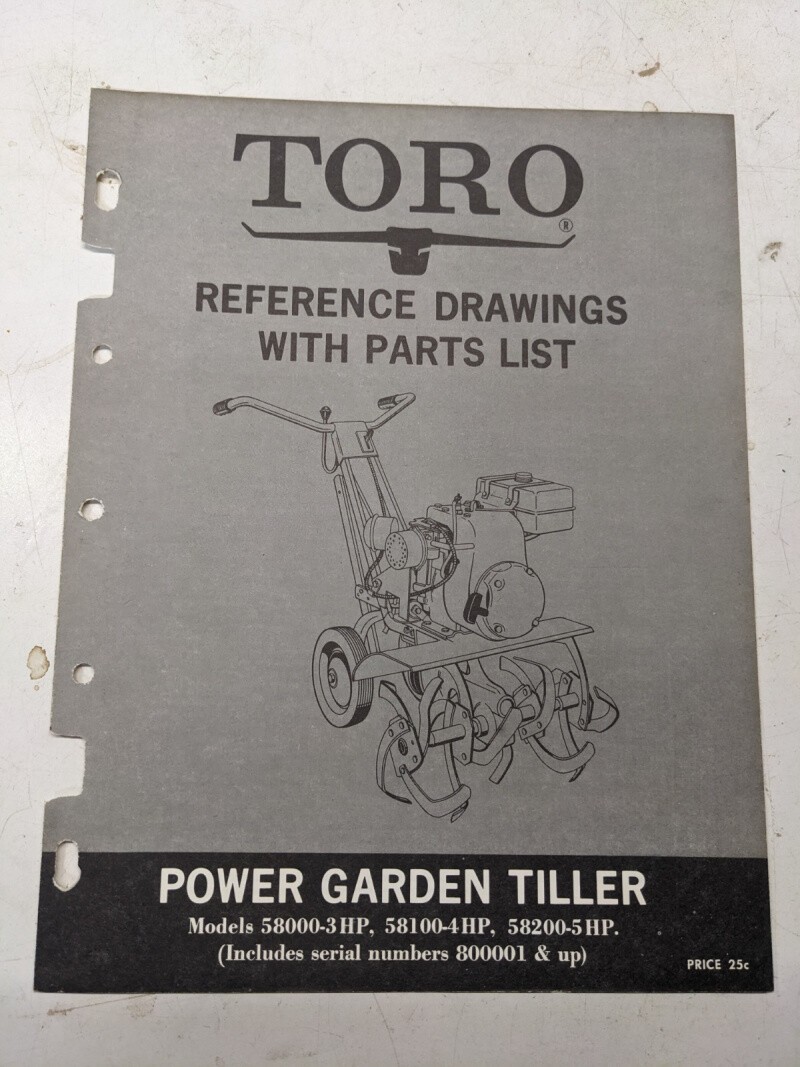 TORO
®
REFERENCE DRAWINGS
WITH PARTS LIST
POWER GARDEN TILLER
Models 58000-3HP, 58100-4HP, 58200-5HP.
(Includes serial numbers 800001 & up)
PRICE 25c